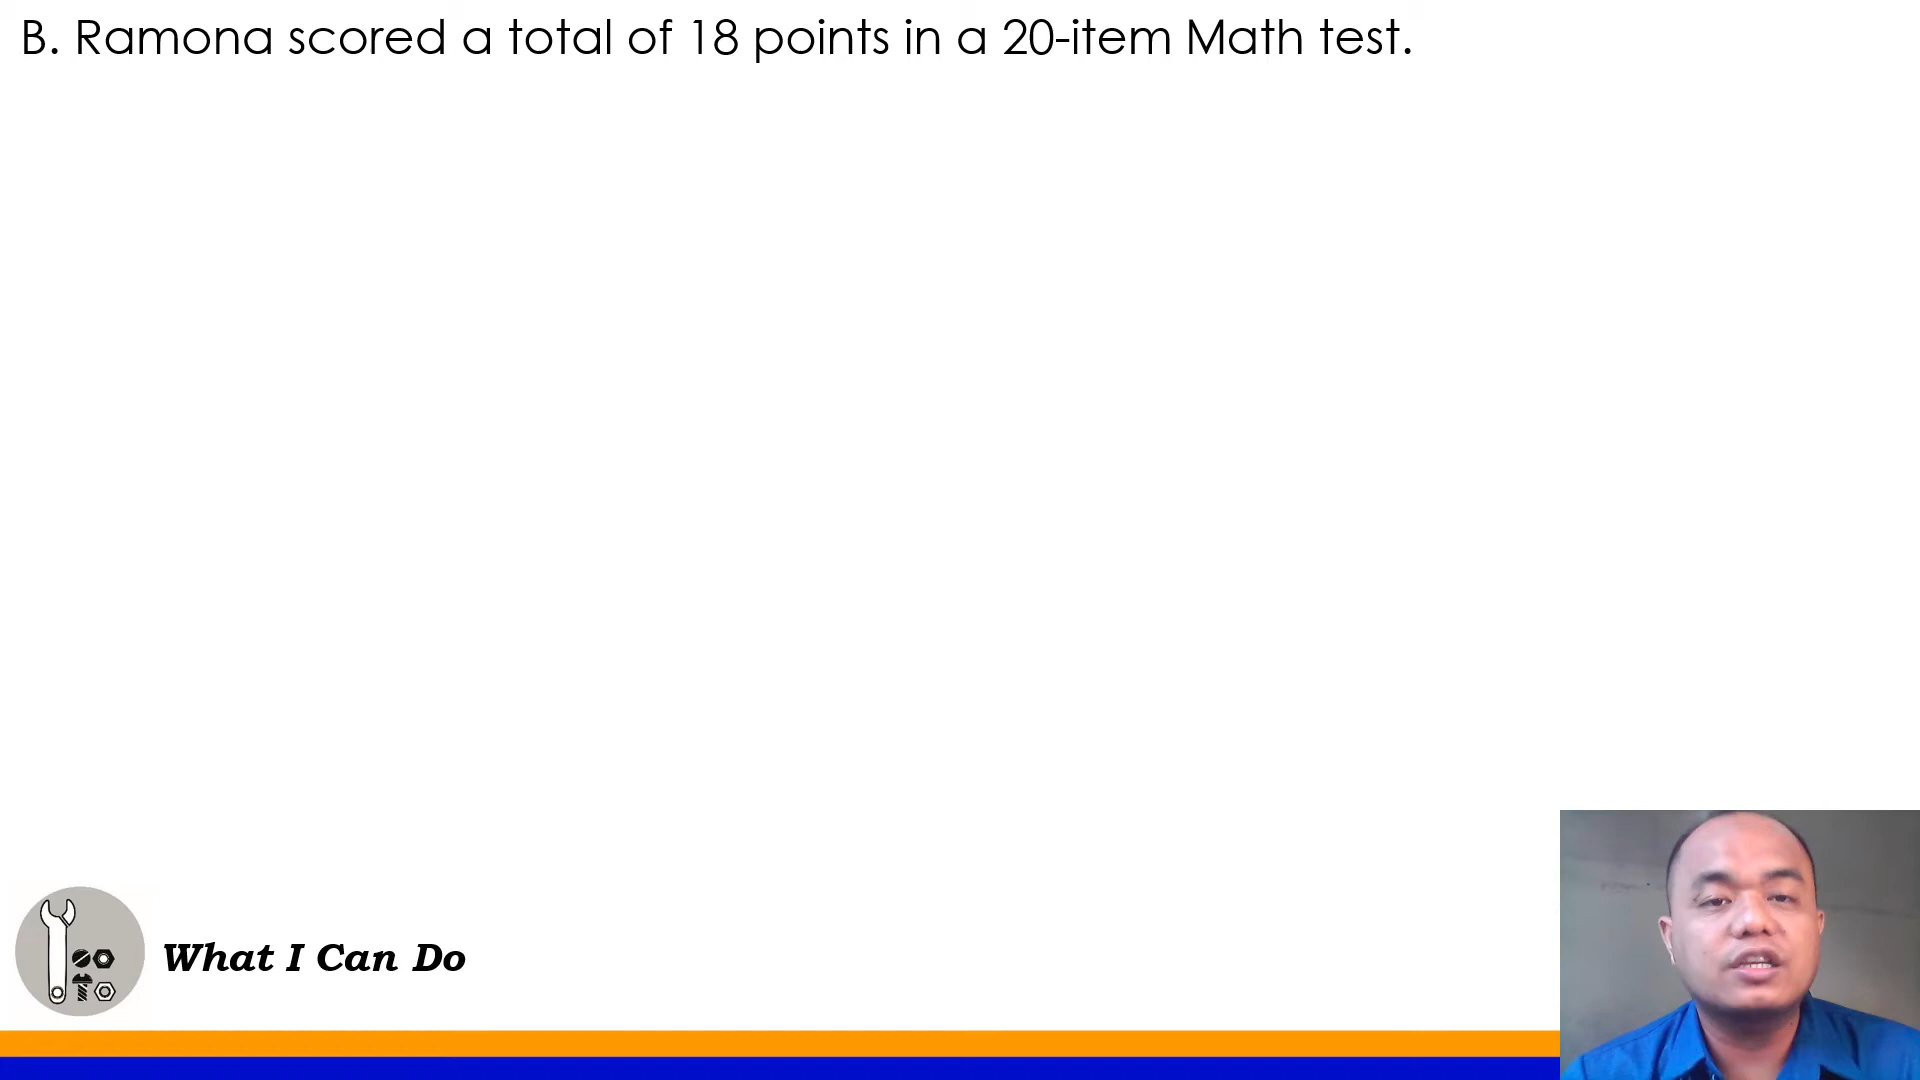 B. Ramona scored a total of 18 points in a 20-item Math test.
What I Can Do